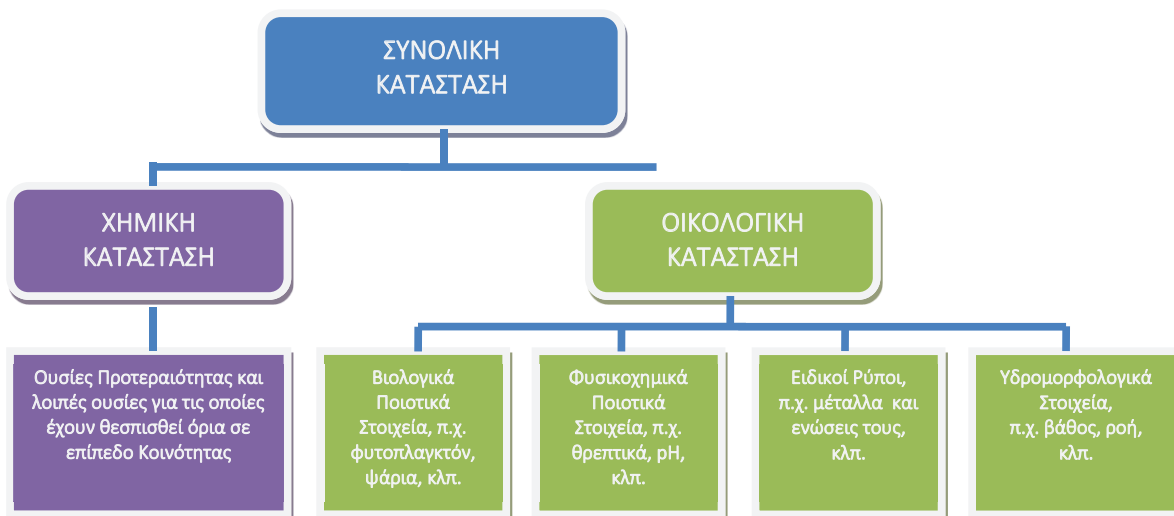 ΣΥΝΟΛΙΚΗ
ΚΑΤΑΣΤΑΣΗ
ΧΗΜΙΚΗ
ΚΑΤΑΣΤΑΣΗ
ΟΙΚΟΛΟΓΙΚΗ
ΚΑΤΑΣΤΑΣΗ
Ουσίες Προτεραιότητας και
λοιπές ουσίες για τις οποίες
έχουν θεσπισθεί όρια σε
επίπεδο Κοινότητας
Βιολογικά
Ποιοτικά
Στοιχεία, π.χ.
φυτοπλαγκτόν,
ψάρια, κλπ.
Φυσικοχημικά
Ποιοτικά
Στοιχεία, π.χ.
θρεπτικά, pH,
κλπ.
Ειδικοί Ρύποι,
π.χ. μέταλλα και
ενώσεις τους,
κλπ.
Υδρομορφολογικά
Στοιχεία,
π.χ. βάθος, ροή,
κλπ.